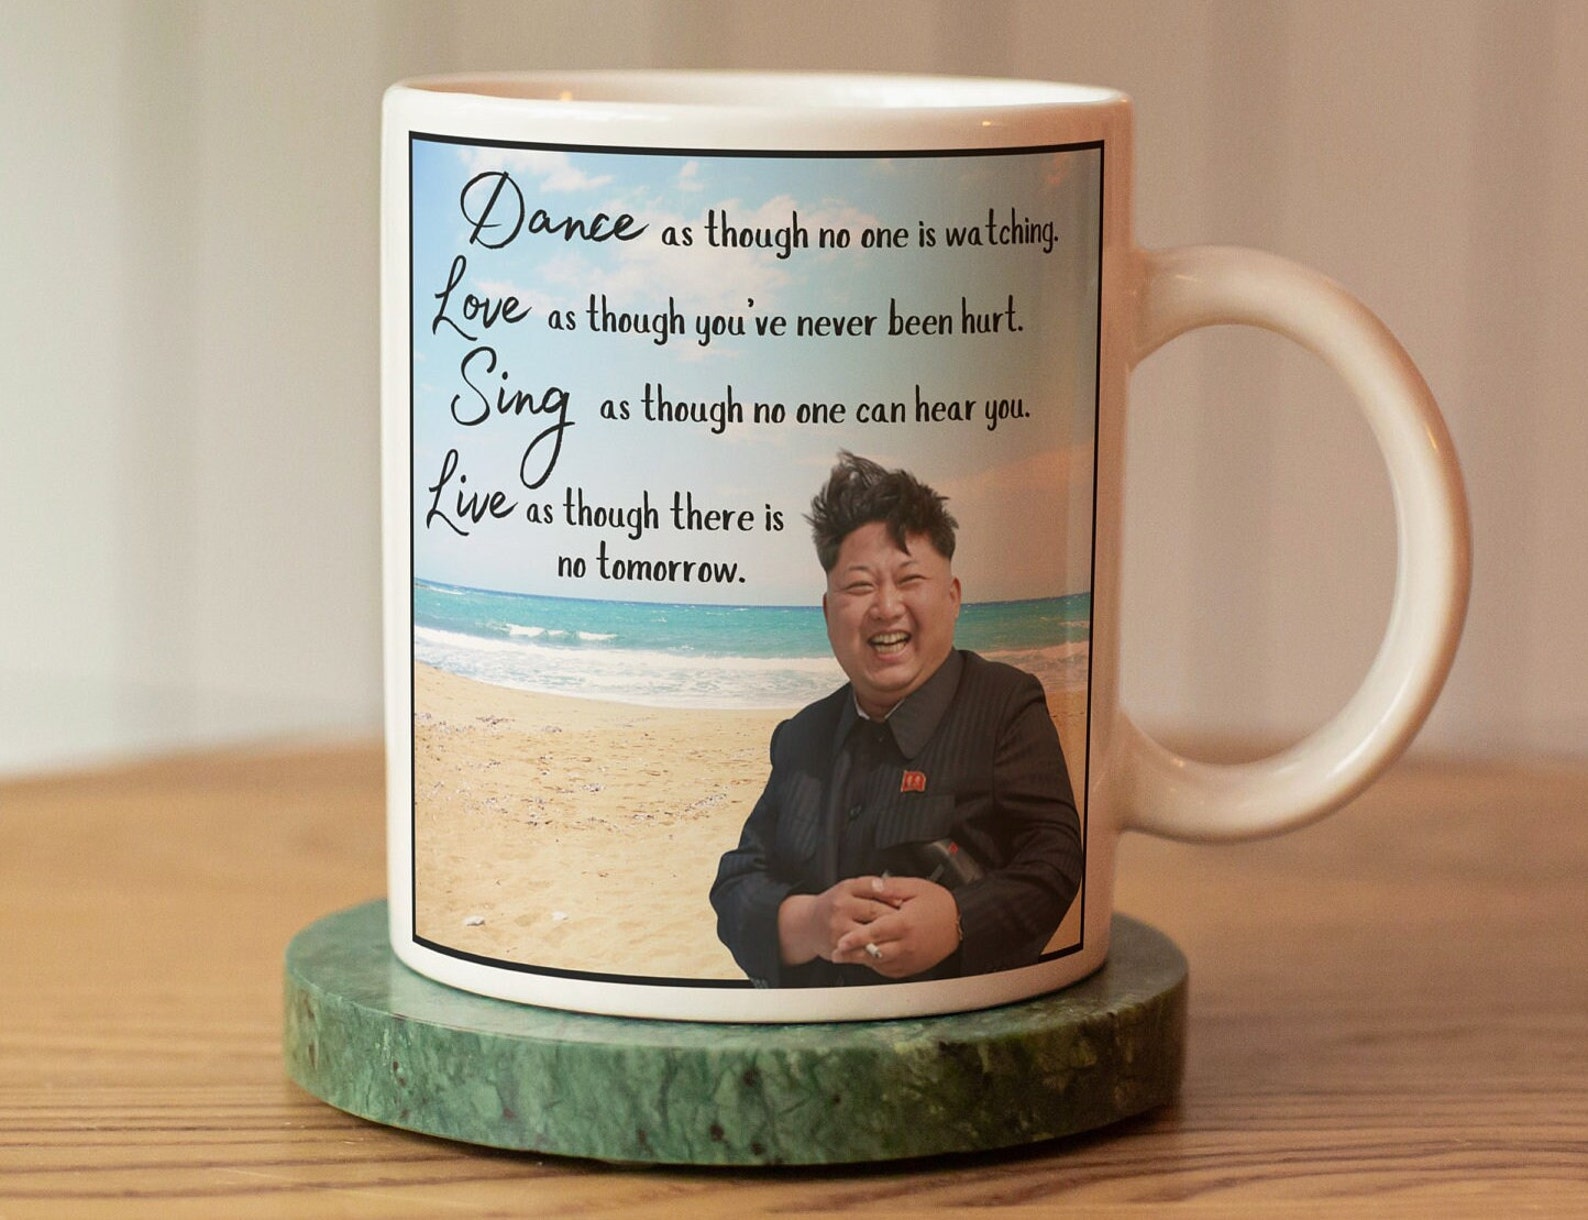 Dance as though no one is watching.
Love as though you've never been hurt.
Sing as though no one can hear you.
Live as though there is
no tomorrow.